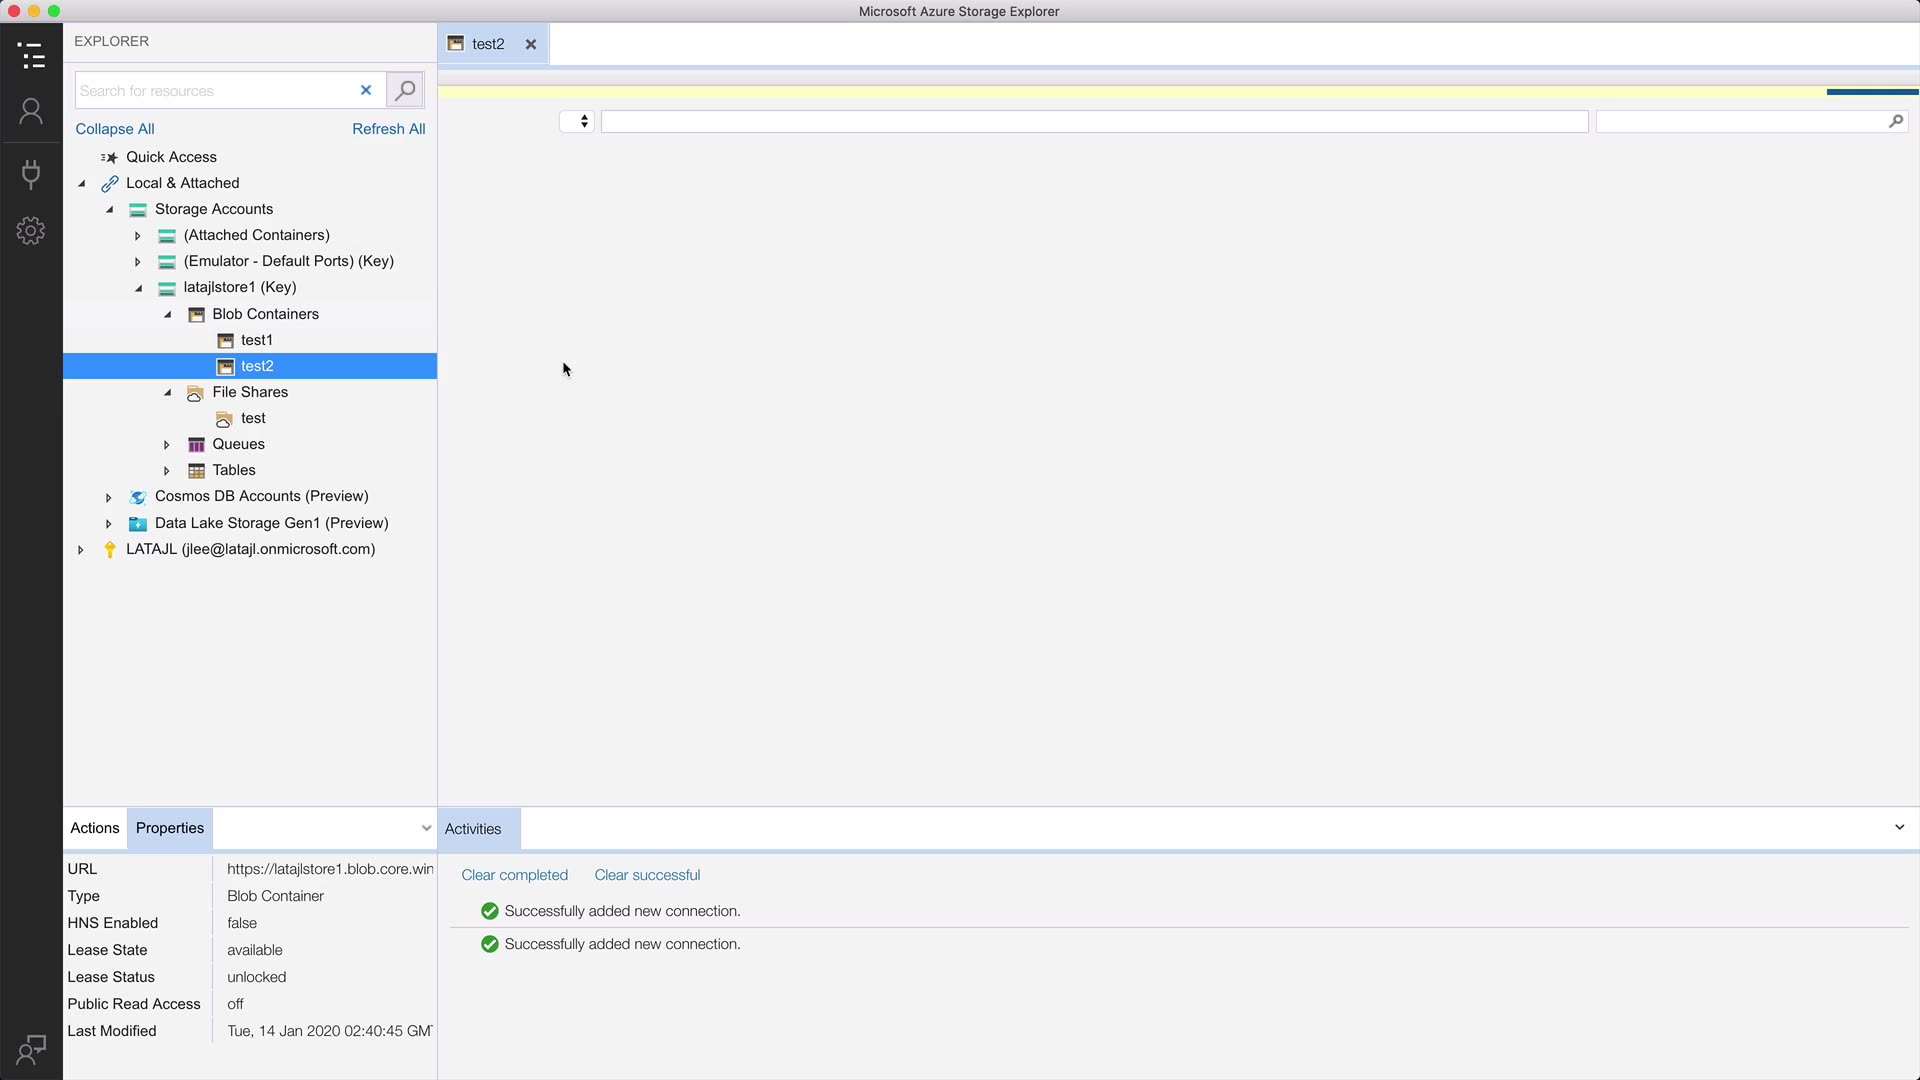 Microsoft Azure Storage Explorer
EXPLORER
test2
Search for resources
Collapse All
Refresh All
Quick Access
Local & Attached
Storage Accounts
(Attached Containers)
(Emulator - Default Ports) (Key)
latajlstore1 (Key)
Blob Containers
test1
test2
File Shares
test
Queues
Tables
Cosmos DB Accounts (Preview)
Data Lake Storage Gen1 (Preview)
LATAJL (jlee@latajl.onmicrosoft.com)
Actions
Properties
URL https://latajlstore1.blob.core.win
Type Blob Container
HNS Enabled false
Lease State available
Lease Status unlocked
Public Read Access off
Last Modified Tue, 14 Jan 2020 02:40:45 GMT
Activities
Clear completed
Clear successful
Successfully added new connection.
Successfully added new connection.